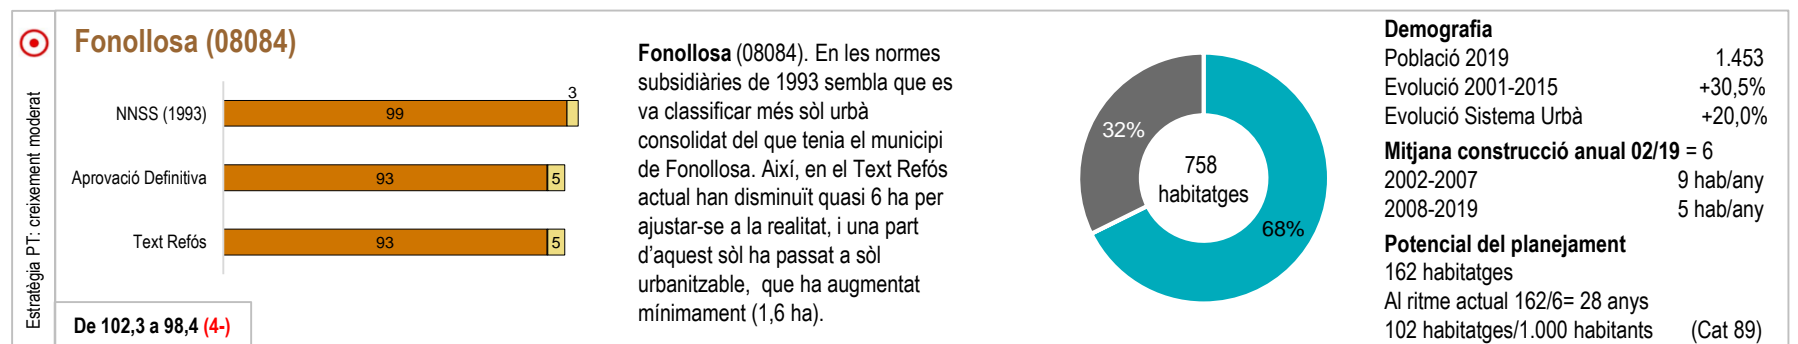 Estratègia PT: creixement moderat
Fonollosa (08084)
NNSS (1993)
99
3
Aprovació Definitiva
93
5
Text Refós
93
5
De 102,3 a 98,4 (4-)
Fonollosa (08084). En les normes
subsidiàries de 1993 sembla que es
va classificar més sòl urbà
consolidat del que tenia el municipi
de Fonollosa. Així, en el Text Refós
actual han disminuït quasi 6 ha per
ajustar-se a la realitat, i una part
d’aquest sòl ha passat a sòl
urbanitzable, que ha augmentat
mínimament (1,6 ha).
32%
758
habitatges
68%
Demografia
Població 2019 1.453
Evolució 2001-2015 +30,5%
Evolució Sistema Urbà +20,0%
Mitjana construcció anual 02/19 = 6
2002-2007 9 hab/any
2008-2019 5 hab/any
Potencial del planejament
162 habitatges
Al ritme actual 162/6= 28 anys
102 habitatges/1.000 habitants (Cat 89)